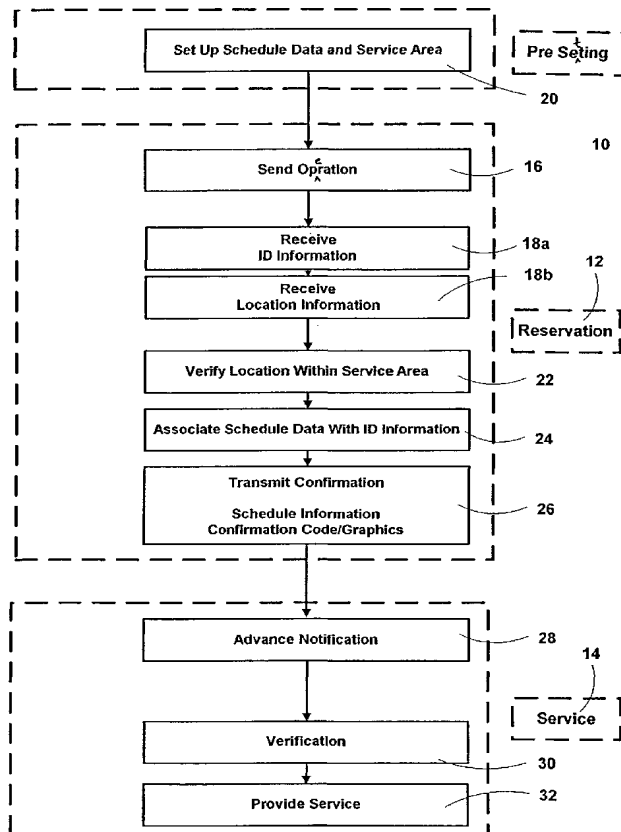 Set Up Schedule Data and Service Area
Pre Seting
t
20
10
Send Opration
e
16
Receive
ID Information
18a
Receive
Location Information
18b
12
Reservation
Verify Location Within Service Area
22
Associate Schedule Data With ID Information
24
Transmit Confirmation
Schedule Information
Confirmation Code/Graphics
26
Advance Notification
28
14
Service
Verification
30
Provide Service
32